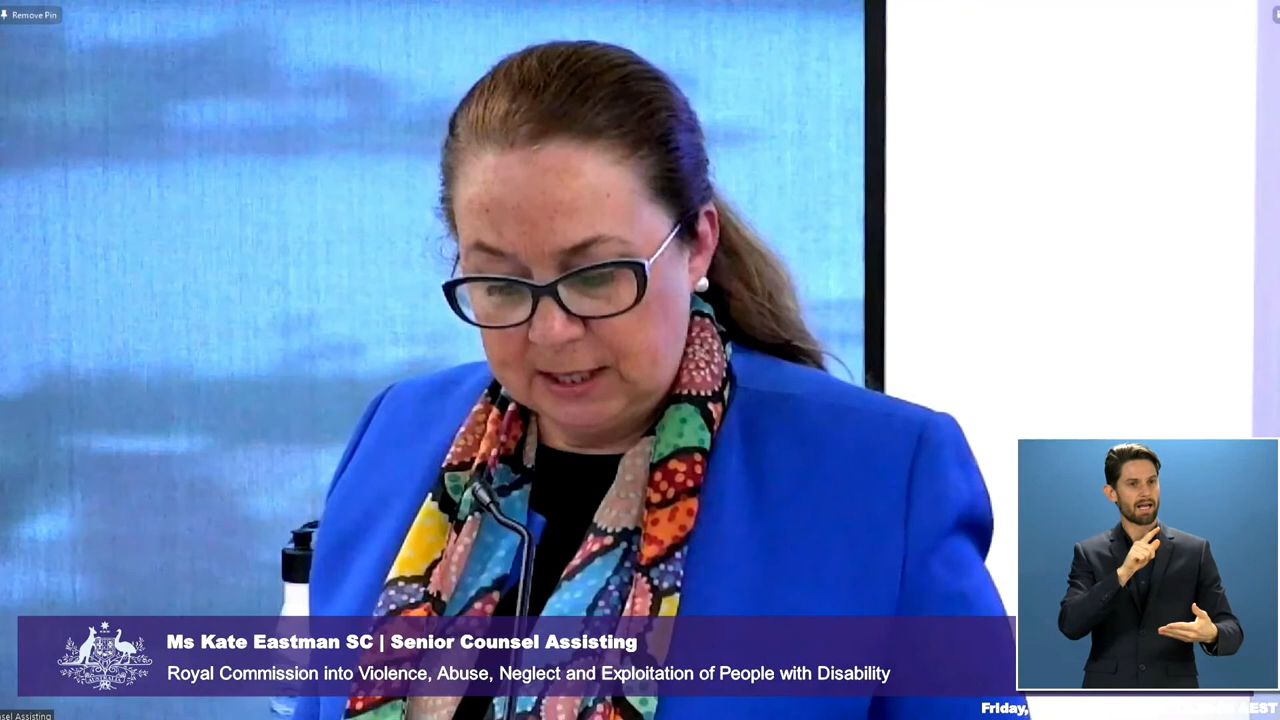 Remove Pin
Ms Kate Eastman SC | Senior Counsel Assisting
Royal Commission into Violence, Abuse, Neglect and Exploitation of People with Disability
Friday,
AEST
Assisting